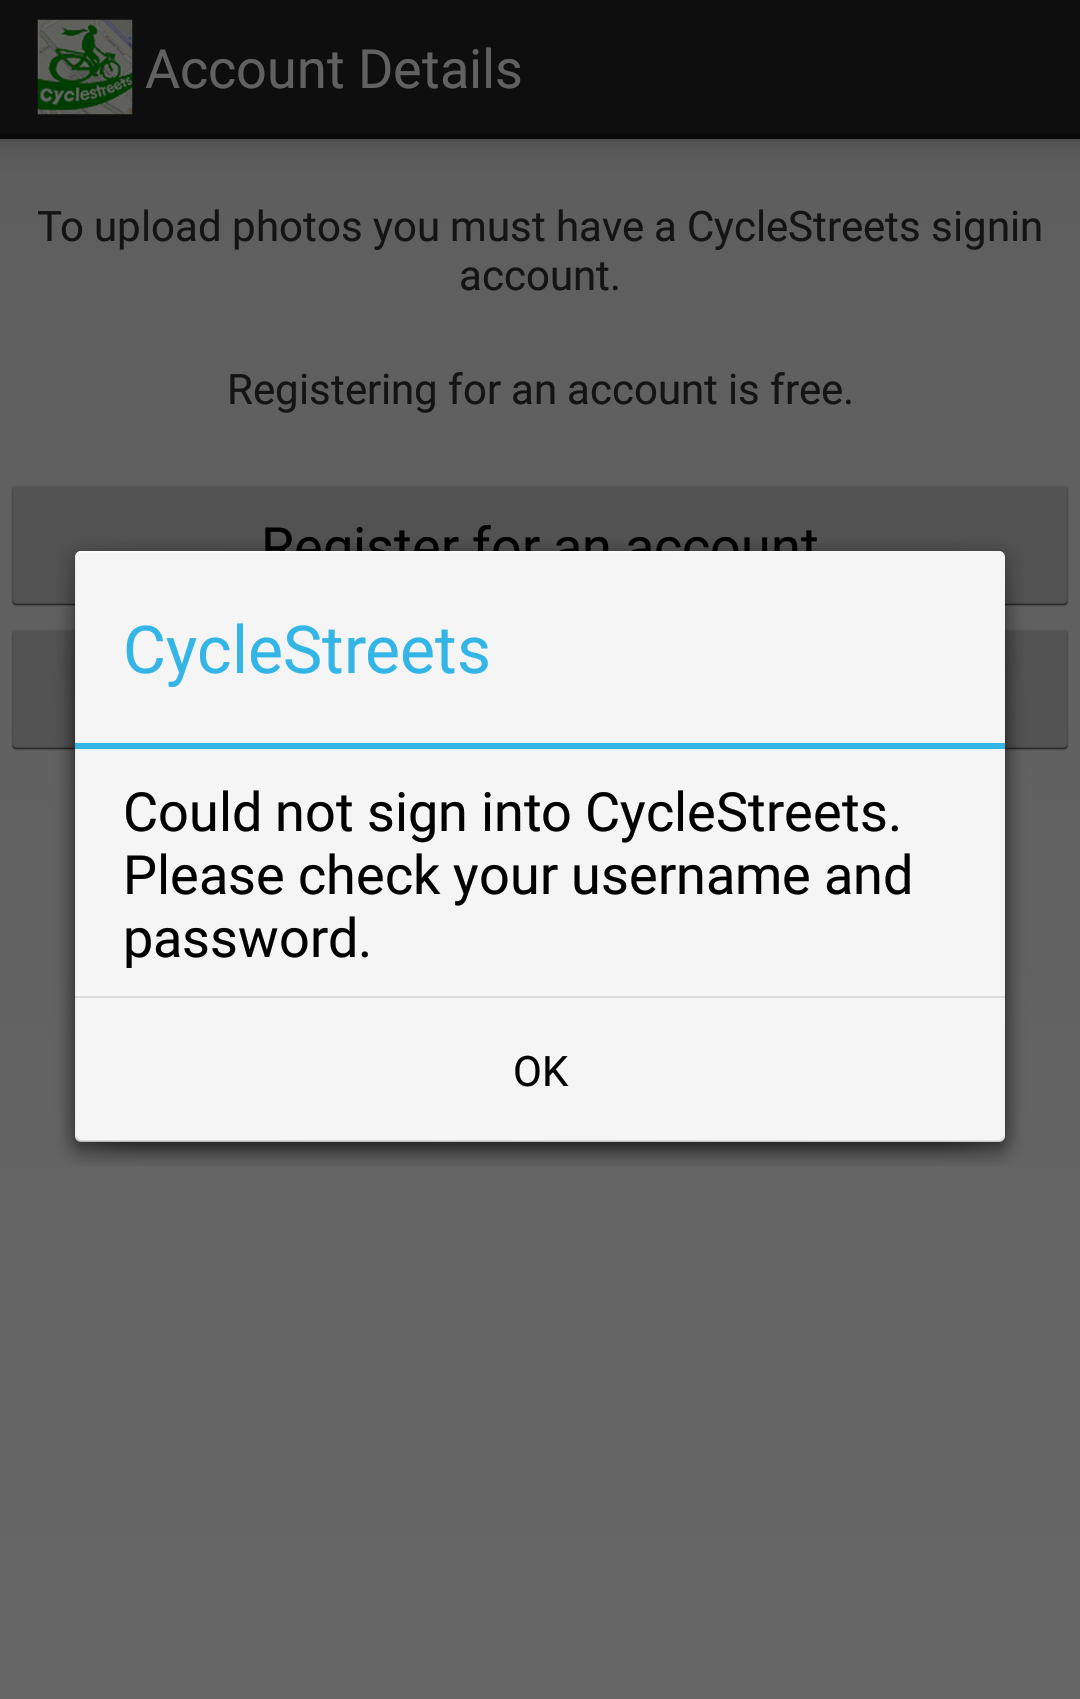 Cyclestreets
Account Details
To upload photos you must have a CycleStreets signin
account.
Registering for an account is free.
Register for an account
CycleStreets
Could not sign into CycleStreets.
Please check your username and
password.
OK